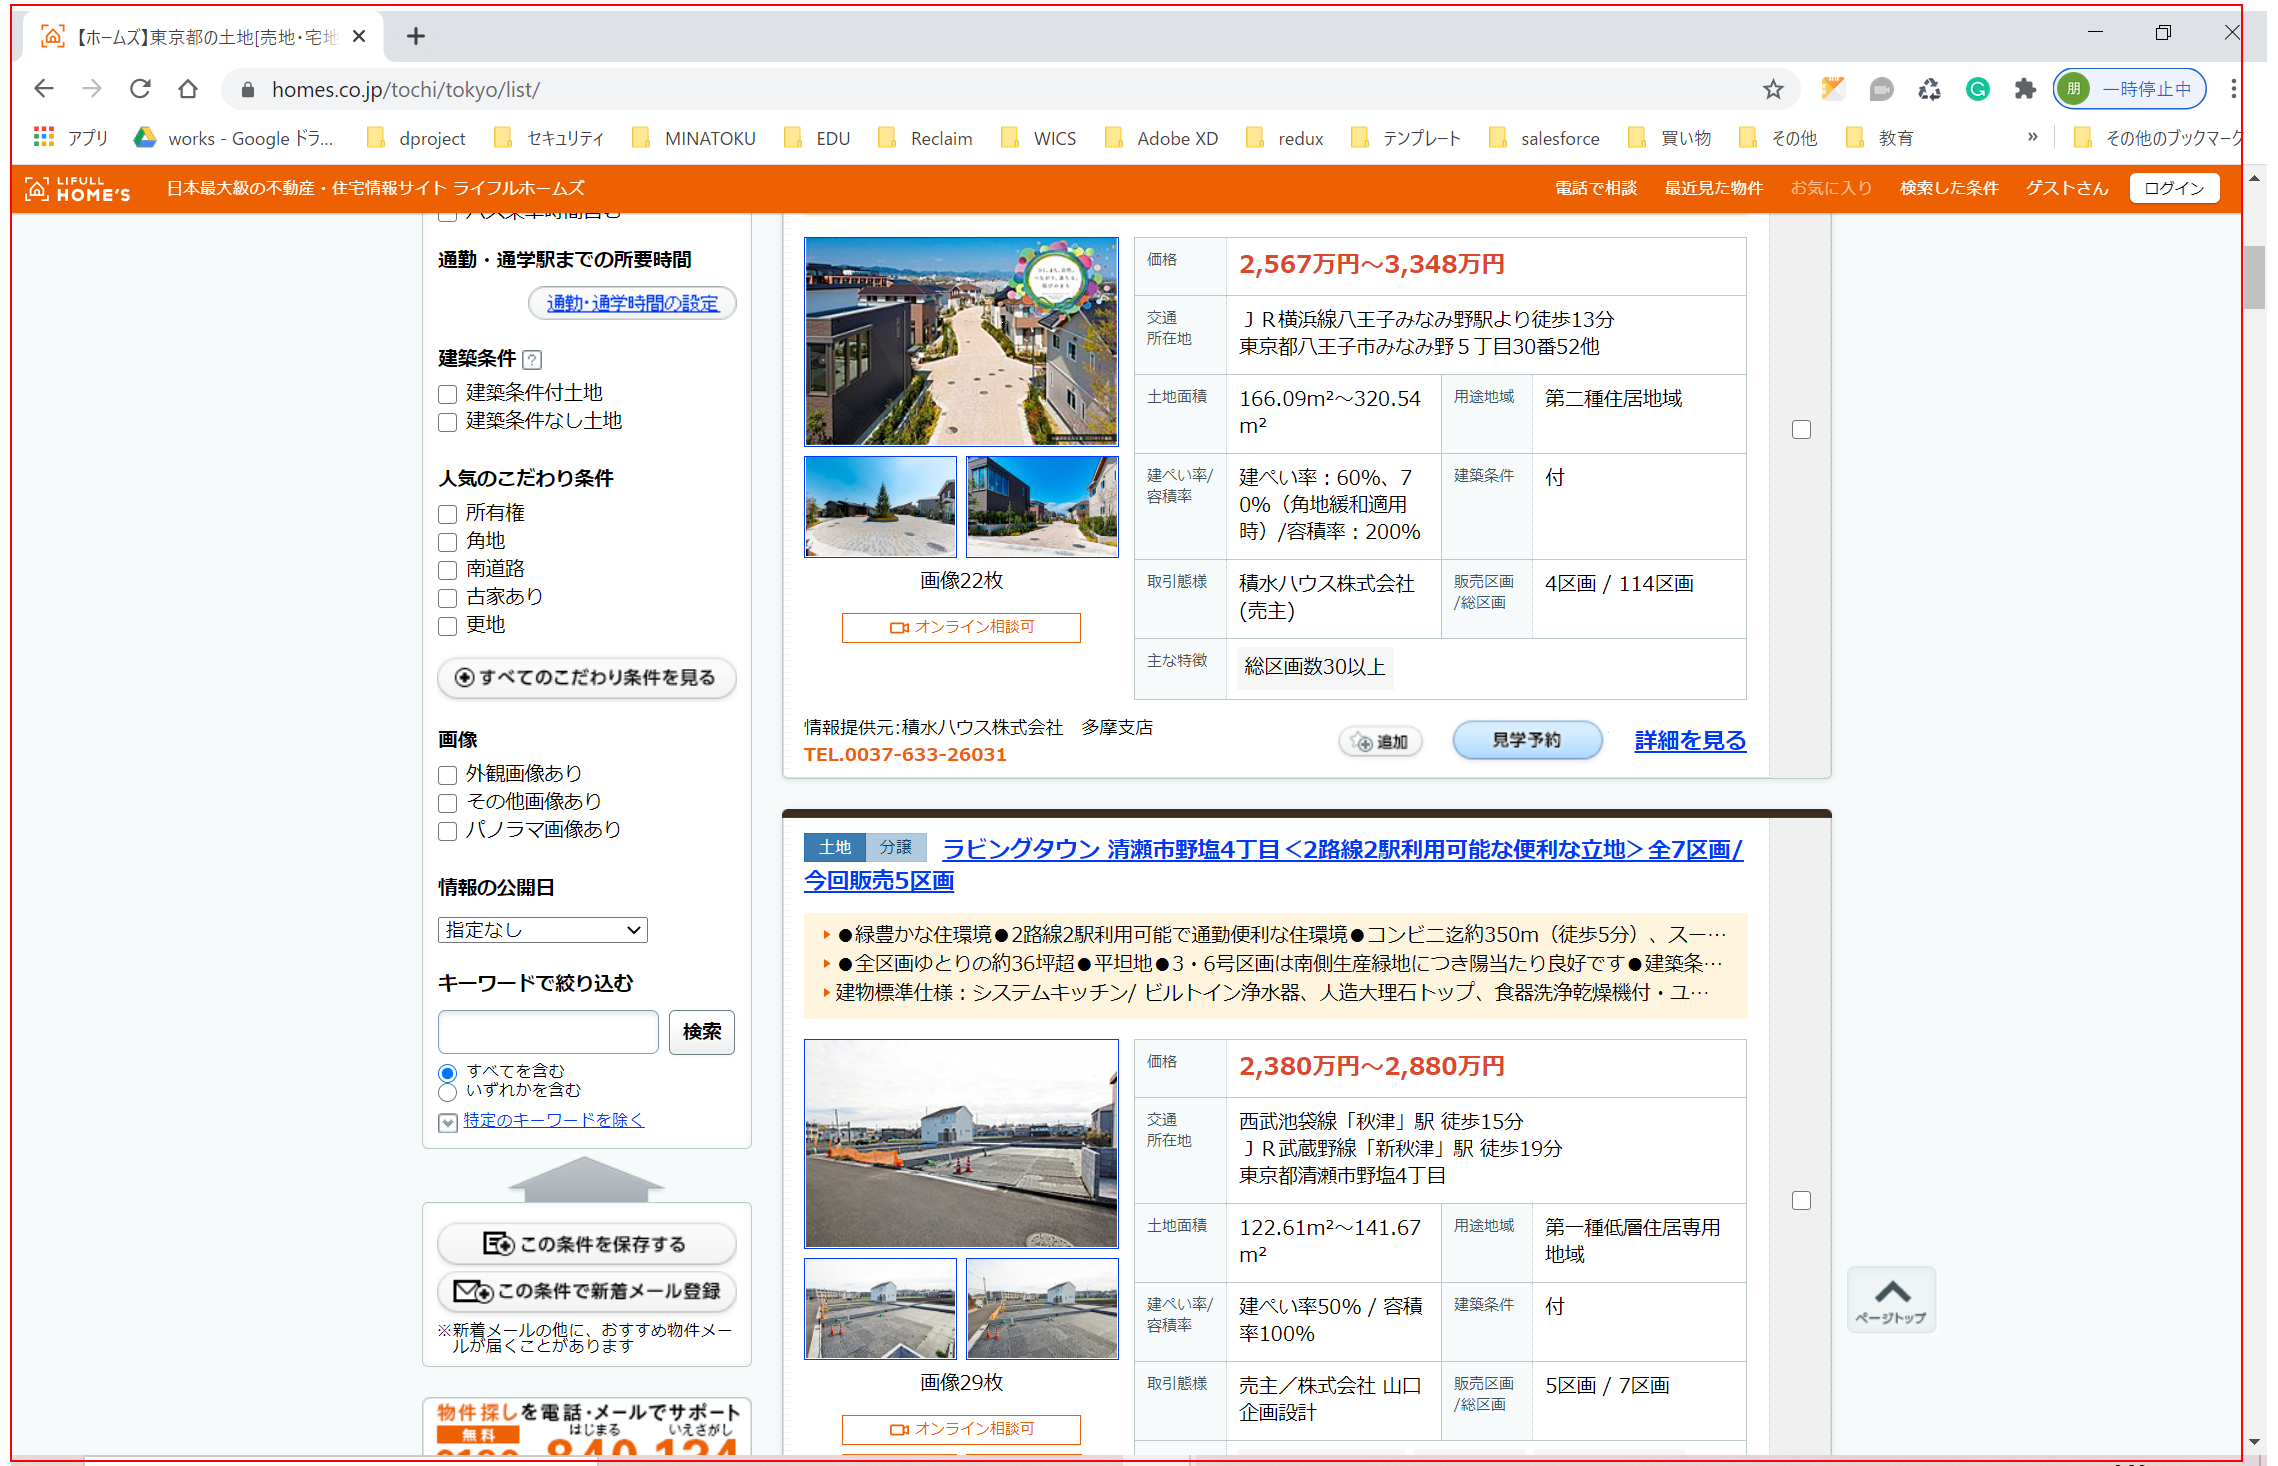 【ホームズ】東京都の土地[売地・宅地
homes.co.jp/tochi/tokyo/list/
朋 一時停止中
アプリ works - Google ドラ... dproject セキュリティ MINATOKU EDU Reclaim WICS Adobe XD redux テンプレート salesforce 買い物 その他 教育 » その他のブックマーク
LIFULL HOME'S 日本最大級の不動産・住宅情報サイト ライフルホームズ 電話で相談 最近見た物件 お気に入り 検索した条件 ゲストさん ログイン
通勤・通学駅までの所要時間
通勤・通学時間の設定
建築条件 ?
建築条件付土地
建築条件なし土地
人気のこだわり条件
所有権
角地
南道路
古家あり
更地
すべてのこだわり条件を見る
画像
外観画像あり
その他画像あり
パノラマ画像あり
情報の公開日
指定なし
キーワードで絞り込む
検索
すべてを含む
いずれかを含む
特定のキーワードを除く
この条件を保存する
この条件で新着メール登録
※新着メールの他に、おすすめ物件メー
ルが届くことがあります
物件探しを電話・メールでサポート
無料 はじまる いえさがし
840-134
画像22枚
オンライン相談可
価格 2,567万円～3,348万円
交通
所在地
ＪＲ横浜線八王子みなみ野駅より徒歩13分
東京都八王子市みなみ野５丁目30番52他
土地面積 166.09m²～320.54
m²
用途地域 第二種住居地域
建ぺい率/
容積率
建ぺい率：60%、7
0%（角地緩和適用
時）/容積率：200%
建築条件 付
取引態様 積水ハウス株式会社
(売主)
販売区画
/総区画
4区画 / 114区画
主な特徴 総区画数30以上
情報提供元：積水ハウス株式会社　多摩支店
TEL.0037-633-26031
追加 見学予約 詳細を見る
土地 分譲 ラビングタウン 清瀬市野塩4丁目＜2路線2駅利用可能な便利な立地＞全7区画/
今回販売5区画
●緑豊かな住環境●2路線2駅利用可能で通勤便利な住環境●コンビニ迄約350m（徒歩5分）、スー…
●全区画ゆとりの約36坪超●平坦地●3・6号区画は南側生産緑地につき陽当たり良好です●建築条…
建物標準仕様：システムキッチン/ ビルトイン浄水器、人造大理石トップ、食器洗浄乾燥機付・ユ…
画像29枚
オンライン相談可
価格 2,380万円～2,880万円
交通
所在地
西武池袋線「秋津」駅 徒歩15分
ＪＲ武蔵野線「新秋津」駅 徒歩19分
東京都清瀬市野塩4丁目
土地面積 122.61m²～141.67
m²
用途地域 第一種低層住居専用
地域
建ぺい率/
容積率
建ぺい率50% / 容積
率100%
建築条件 付
取引態様 売主／株式会社 山口
企画設計
販売区画
/総区画
5区画 / 7区画
ページトップ